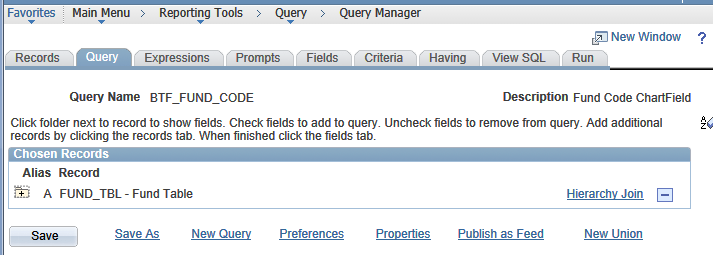 Favorites Main Menu > Reporting Tools > Query > Query Manager
New Window ?
Records Query Expressions Prompts Fields Criteria Having View SQL Run
Query Name BTF_FUND_CODE Description Fund Code ChartField
Click folder next to record to show fields. Check fields to add to query. Uncheck fields to remove from query. Add additional
records by clicking the records tab. When finished click the fields tab.
Chosen Records
Alias Record
A FUND_TBL - Fund Table Hierarchy Join
Save Save As New Query Preferences Properties Publish as Feed New Union